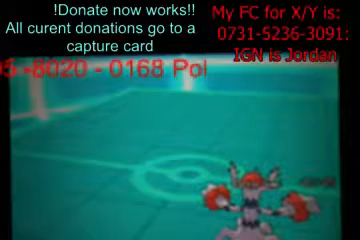 !Donate now works!!
All curent donations go to a
capture card
My FC for X/Y is:
0731-5236-3091:
IGN is Jordan
5 -8020 - 0168 Pol